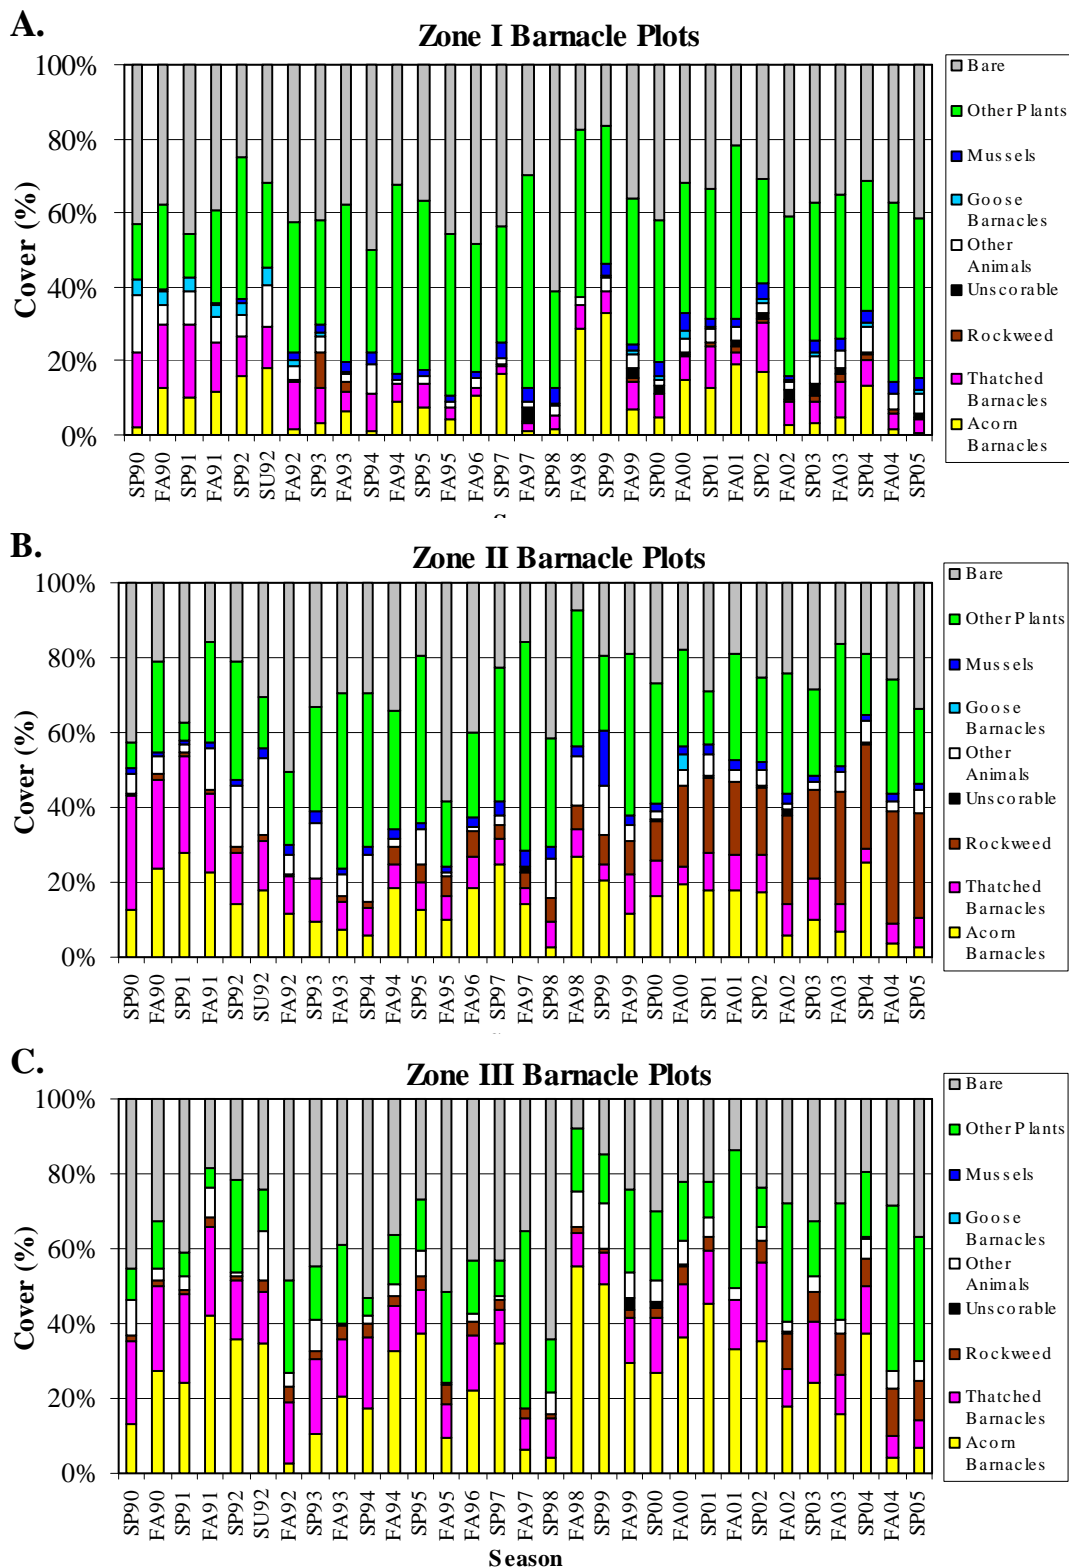 A.
Zone I Barnacle Plots
100%
80%
60%
40%
20%
0%
Cover (%)
SP90 FA90 SP91 FA91 SP92 SU92 FA92 SP93 FA93 SP94 FA94 SP95 FA95 FA96 SP97 FA97 SP98 FA98 SP99 FA99 SP00 FA00 SP01 FA01 SP02 FA02 SP03 FA03 SP04 FA04 SP05
Bare
Other Plants
Mussels
Goose
Barnacles
Other
Animals
Unscorable
Rockweed
Thatched
Barnacles
Acorn
Barnacles
B.
Zone II Barnacle Plots
100%
80%
60%
40%
20%
0%
Cover (%)
SP90 FA90 SP91 FA91 SP92 SU92 FA92 SP93 FA93 SP94 FA94 SP95 FA95 FA96 SP97 FA97 SP98 FA98 SP99 FA99 SP00 FA00 SP01 FA01 SP02 FA02 SP03 FA03 SP04 FA04 SP05
Bare
Other Plants
Mussels
Goose
Barnacles
Other
Animals
Unscorable
Rockweed
Thatched
Barnacles
Acorn
Barnacles
C.
Zone III Barnacle Plots
100%
80%
60%
40%
20%
0%
Cover (%)
SP90 FA90 SP91 FA91 SP92 SU92 FA92 SP93 FA93 SP94 FA94 SP95 FA95 FA96 SP97 FA97 SP98 FA98 SP99 FA99 SP00 FA00 SP01 FA01 SP02 FA02 SP03 FA03 SP04 FA04 SP05
Season
Bare
Other Plants
Mussels
Goose
Barnacles
Other
Animals
Unscorable
Rockweed
Thatched
Barnacles
Acorn
Barnacles